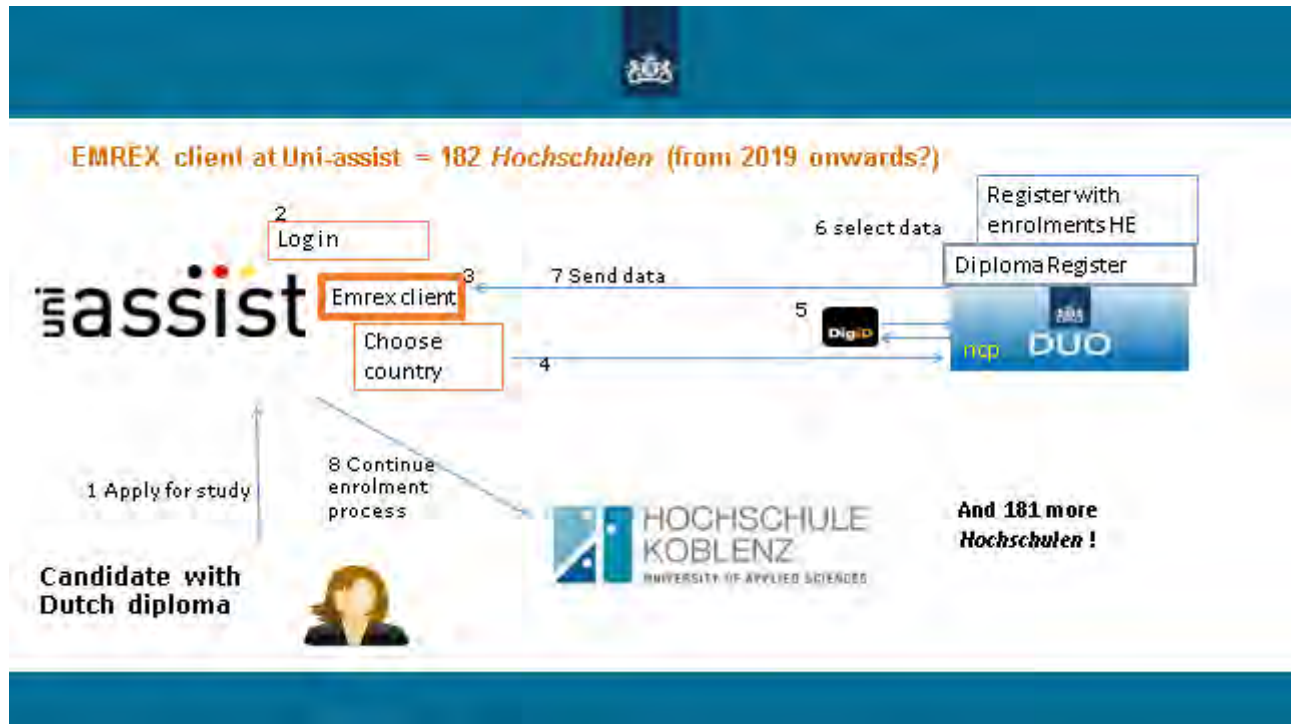 EMREX client at Uni-assist = 182 Hochschulen (from 2019 onwards?)
2
Log in
uni
assist
3
Emrex client
Choose
country
4
7 Send data
6 select data
Register with
enrolments HE
Diploma Register
5
DigiD
ncp
DUO
1 Apply for study
8 Continue
enrolment
process
HOCHSCHULE
KOBLENZ
UNIVERSITY OF APPLIED SCIENCES
And 181 more
Hochschulen !
Candidate with
Dutch diploma